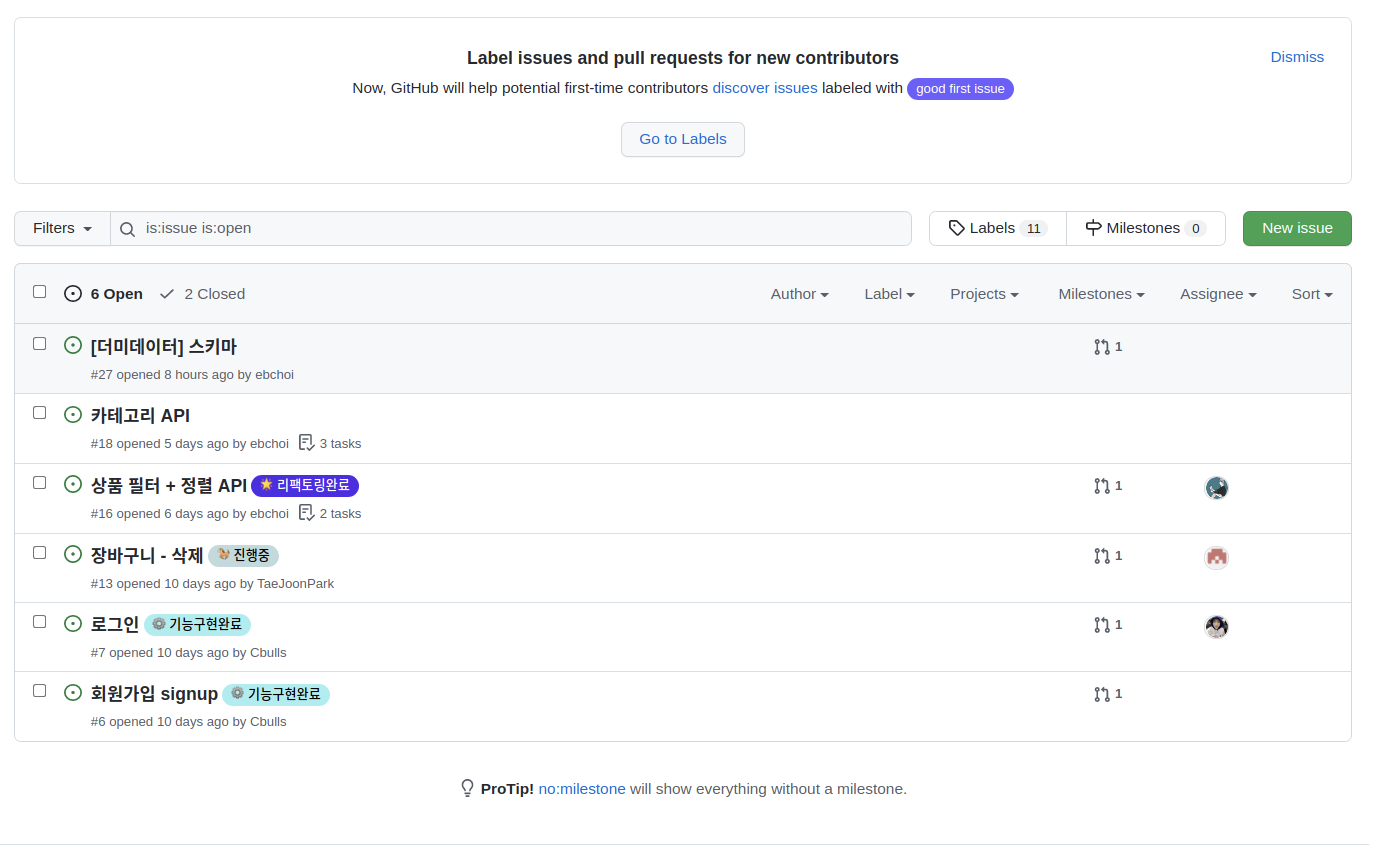 Label issues and pull requests for new contributors
Dismiss
Now, GitHub will help potential first-time contributors discover issues labeled with good first issue
Go to Labels
Filters
is:issue is:open
Labels 11
Milestones 0
New issue
6 Open 2 Closed
Author Label Projects Milestones Assignee Sort
[더미데이터] 스키마
1
#27 opened 8 hours ago by ebchoi
카테고리 API
#18 opened 5 days ago by ebchoi 3 tasks
상품 필터 + 정렬 API 리팩토링완료
1
#16 opened 6 days ago by ebchoi 2 tasks
장바구니 - 삭제 진행중
1
#13 opened 10 days ago by TaeJoonPark
로그인 기능구현완료
1
#7 opened 10 days ago by Cbulls
회원가입 signup 기능구현완료
1
#6 opened 10 days ago by Cbulls
ProTip! no:milestone will show everything without a milestone.